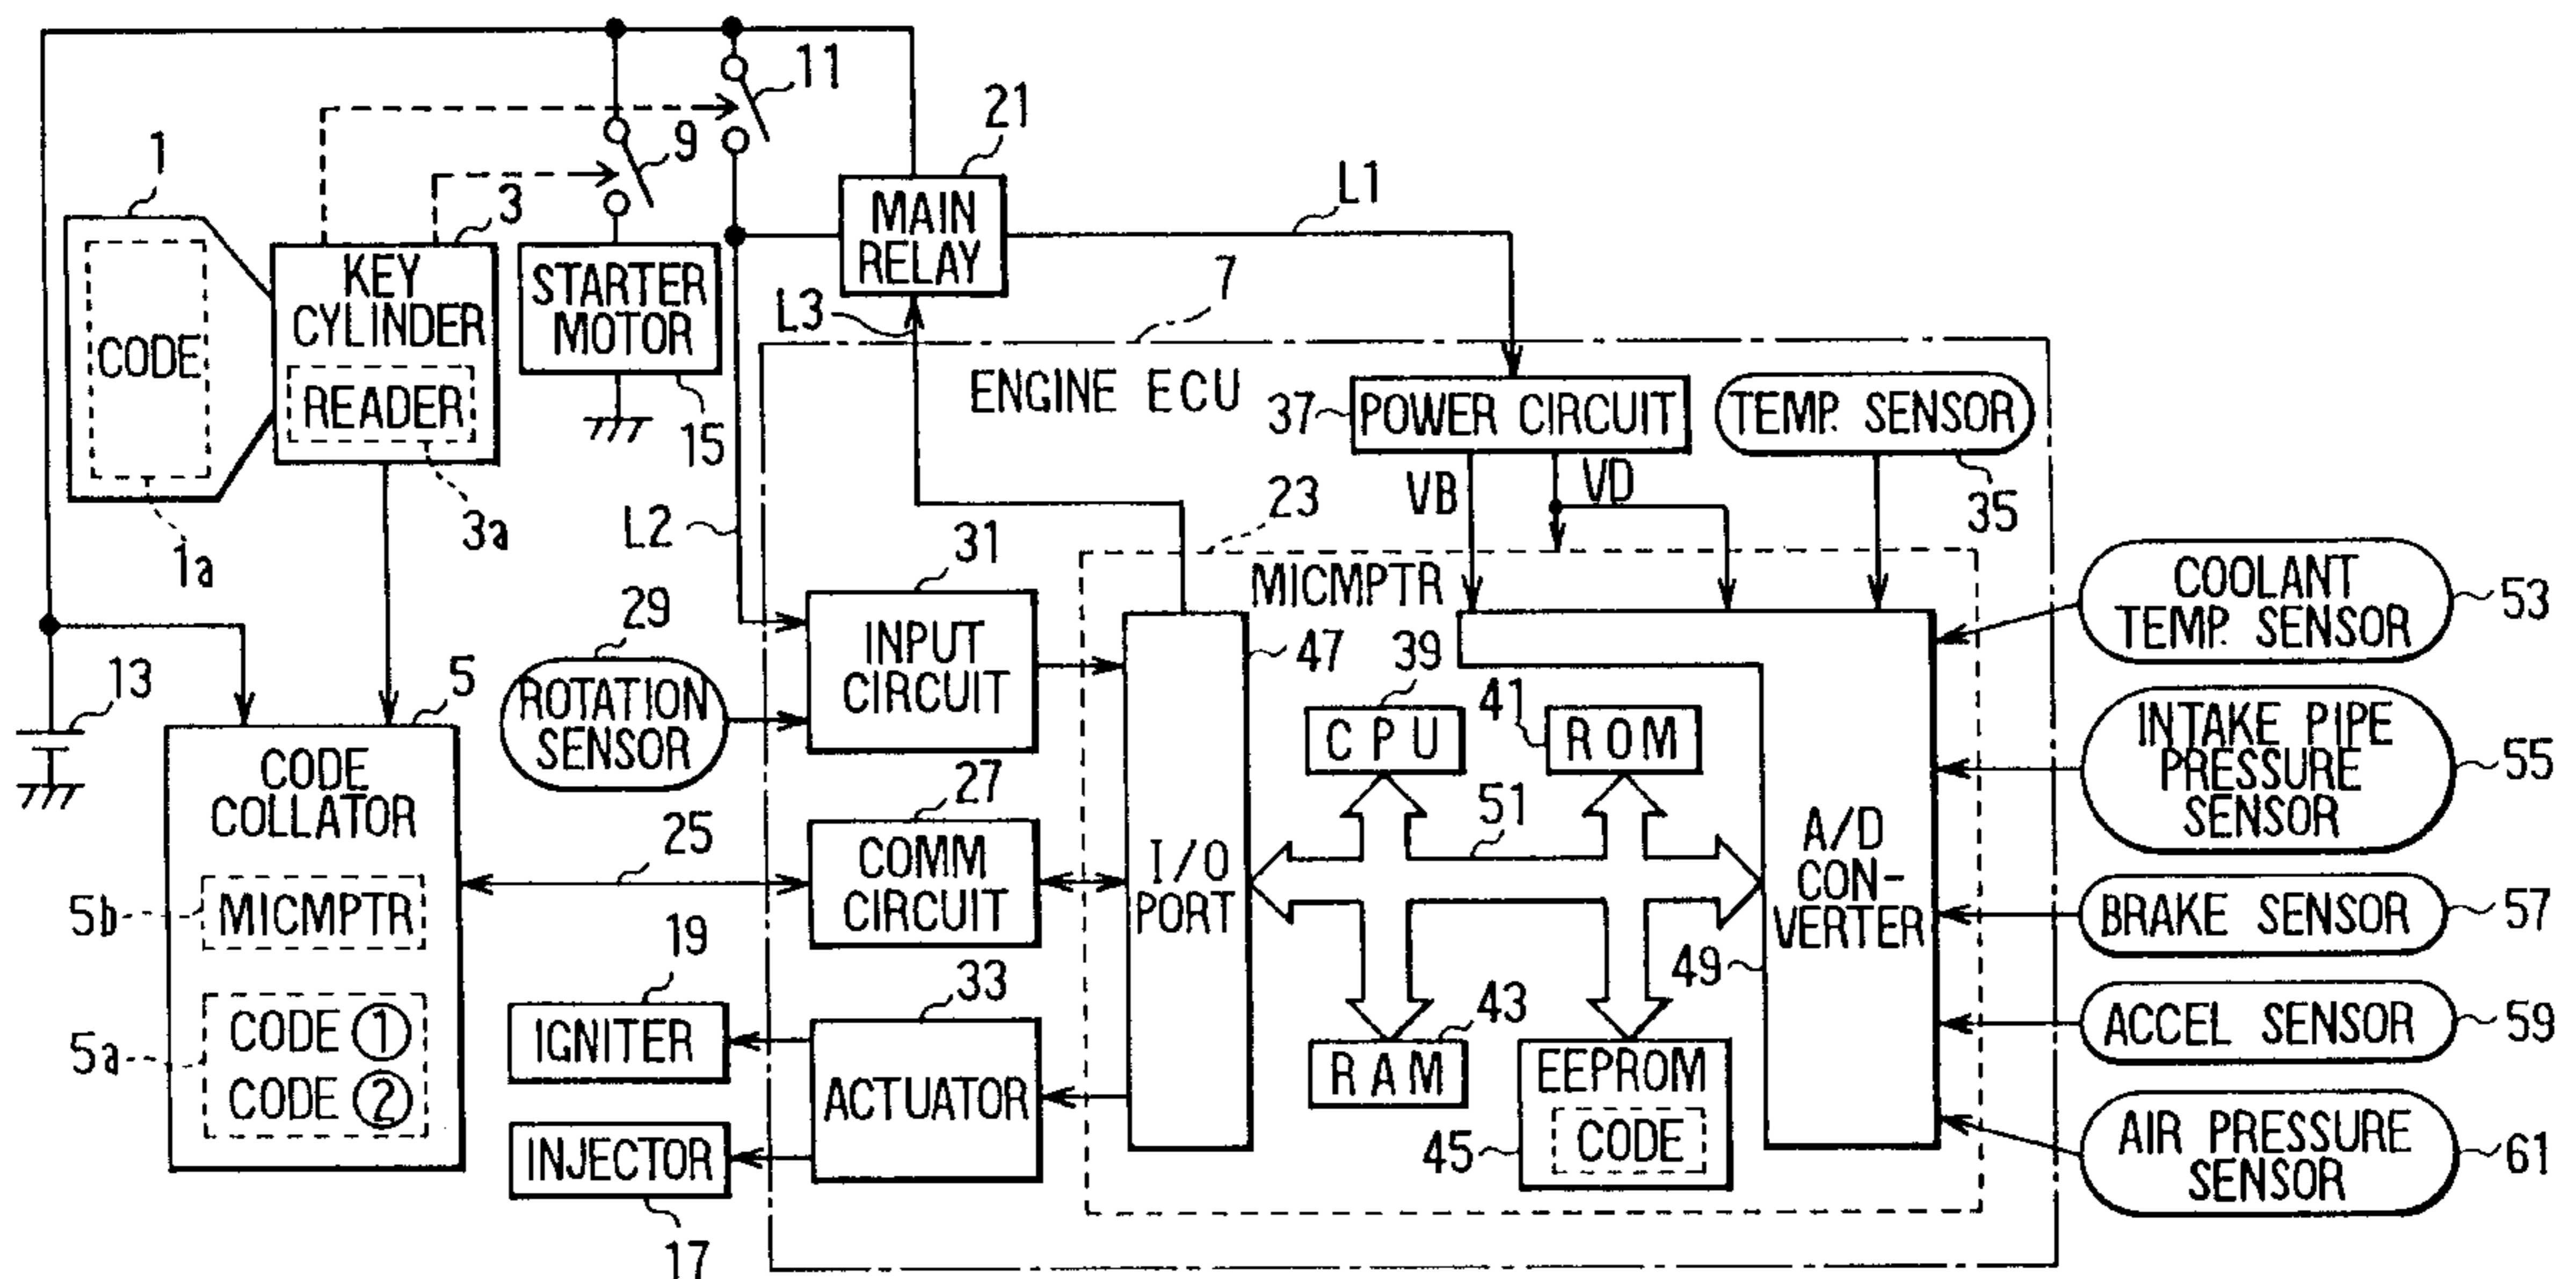 11
1
9
21
3
L1
MAIN
RELAY
KEY
CYLINDER
READER
CODE
STARTER
MOTOR
L3
7
ENGINE ECU
37
POWER CIRCUIT
TEMP. SENSOR
15
VB
VD
35
23
1a
3a
L2
31
MICMPTR
COOLANT
TEMP. SENSOR
53
29
INPUT
CIRCUIT
47
39
13
5
ROTATION
SENSOR
CPU
41
ROM
INTAKE PIPE
PRESSURE
SENSOR
55
CODE
COLLATOR
27
25
51
COMM
CIRCUIT
I/O
PORT
A/D
CON-
VERTER
5b
MICMPTR
BRAKE SENSOR
57
19
49
33
43
5a
CODE ①
CODE ②
IGNITER
ACTUATOR
RAM
EEPROM
CODE
45
ACCEL SENSOR
59
INJECTOR
AIR PRESSURE
SENSOR
61
17